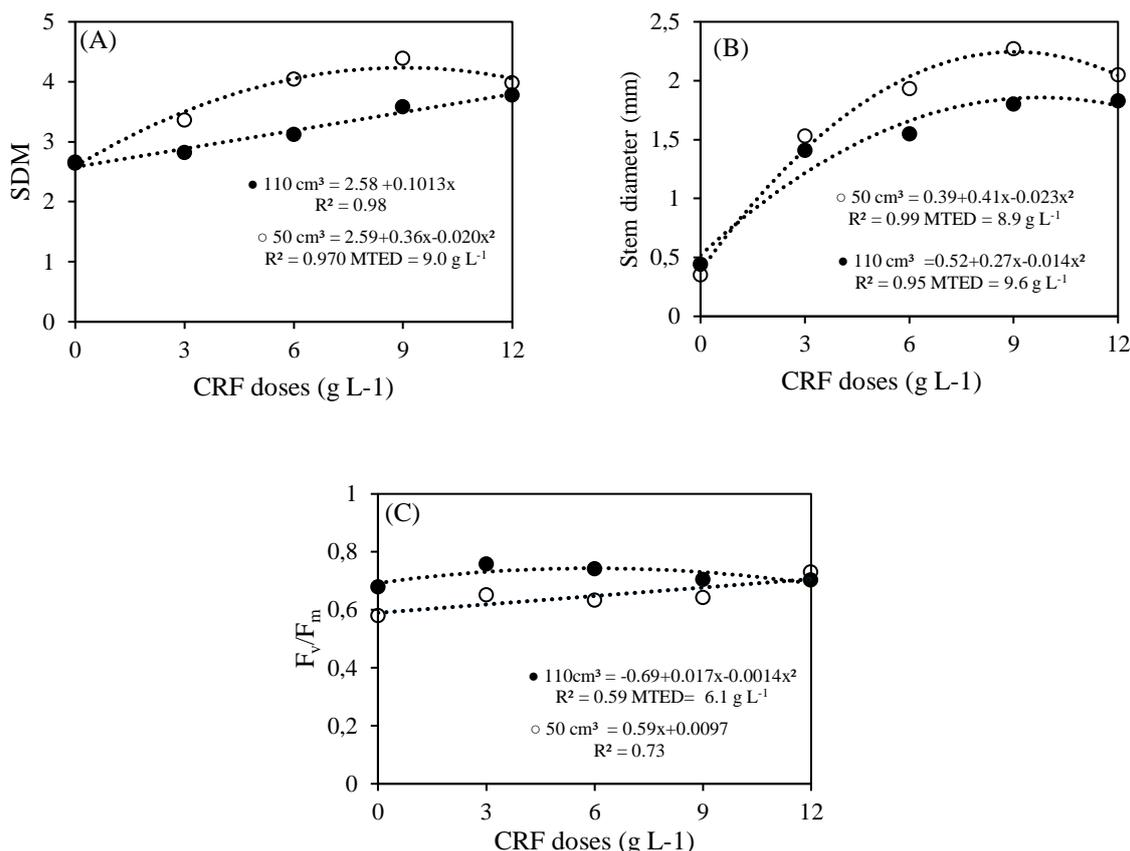 (A)
5
4
3
2
1
0
SDM
● 110 cm³ = 2.58 +0.1013x
R² = 0.98
○ 50 cm³ = 2.59+0.36x-0.020x²
R² = 0.970 MTED = 9.0 g L-1
0 3 6 9 12
CRF doses (g L-1)
(B)
2,5
2
1,5
1
0,5
0
Stem diameter (mm)
○ 50 cm³ = 0.39+0.41x-0.023x²
R² = 0.99 MTED = 8.9 g L-1
● 110 cm³ =0.52+0.27x-0.014x²
R² = 0.95 MTED = 9.6 g L-1
0 3 6 9 12
CRF doses (g L-1)
(C)
1
0,8
0,6
0,4
0,2
0
Fv/Fm
● 110cm³ = -0.69+0.017x-0.0014x²
R² = 0.59 MTED= 6.1 g L-1
○ 50 cm³ = 0.59x+0.0097
R² = 0.73
0 3 6 9 12
CRF doses (g L-1)